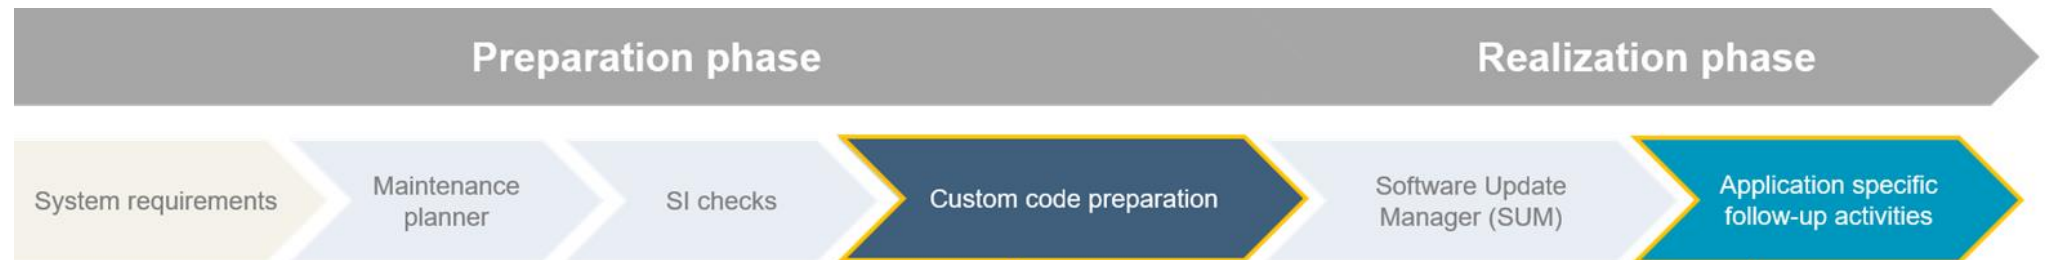 Preparation phase
Realization phase
System requirements
Maintenance
planner
SI checks
Custom code preparation
Software Update
Manager (SUM)
Application specific
follow-up activities